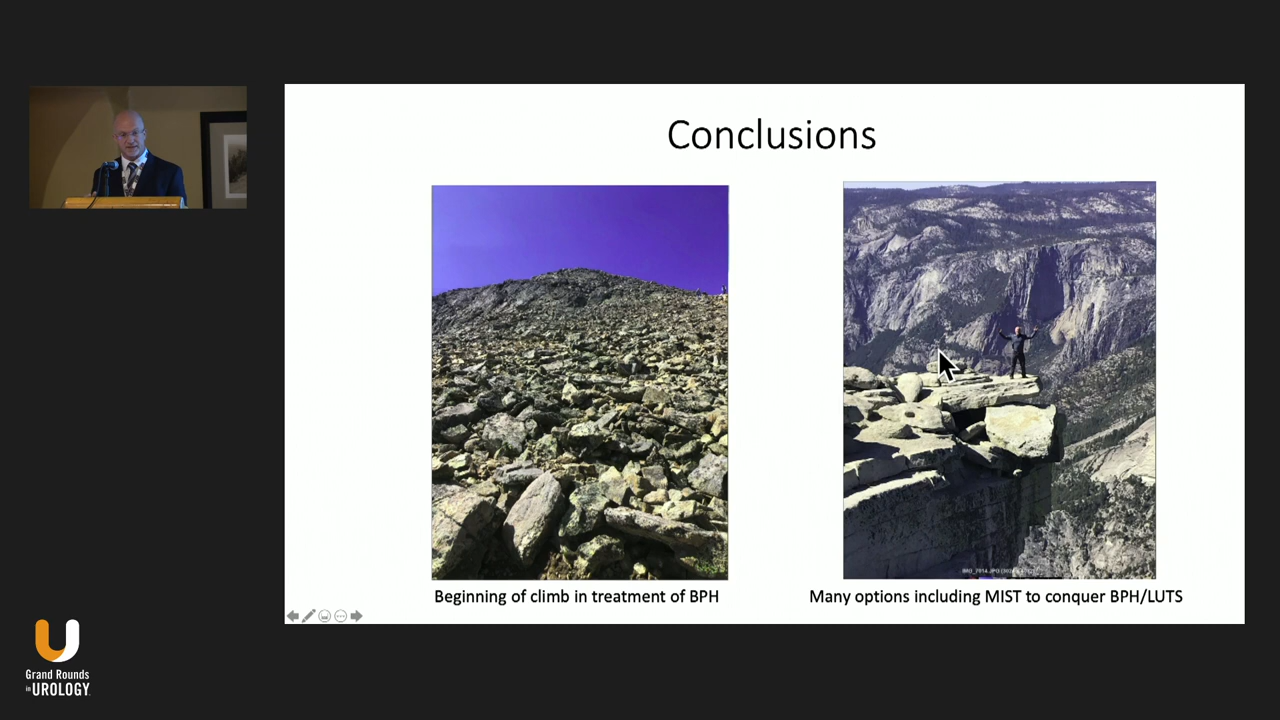 Conclusions
Beginning of climb in treatment of BPH
Many options including MIST to conquer BPH/LUTS
Grand Rounds
in UROLOGY